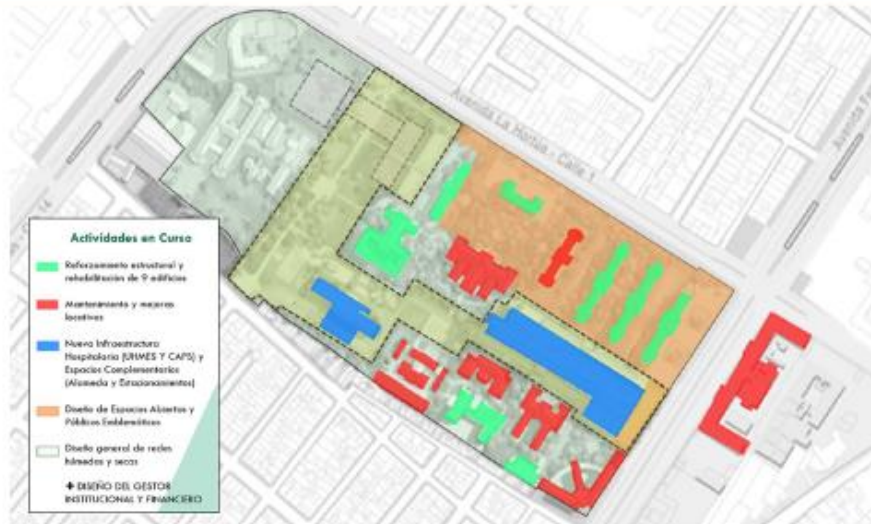 Avenida La Hortúa - Calle 1
Actividades en Curso
Reforzamiento estructural y
rehabilitación de 9 edificios
Mantenimiento y mejoras
locativas
Nueva Infraestructura
Hospitalaria (UHMES Y CAPS) y
Espacios Complementarios
(Alameda y Estacionamientos)
Diseño de Espacios Abiertos y
Públicos Emblemáticos
Diseño general de redes
húmedas y secas
+ DISEÑO DEL GESTOR
INSTITUCIONAL Y FINANCIERO
Avenida